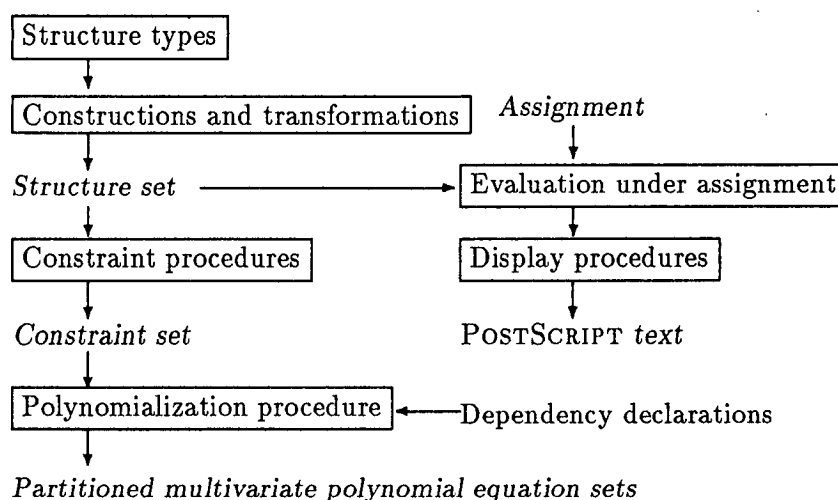 Structure types
Constructions and transformations
Assignment
Structure set
Evaluation under assignment
Constraint procedures
Display procedures
Constraint set
POSTSCRIPT text
Polynomialization procedure
Dependency declarations
Partitioned multivariate polynomial equation sets